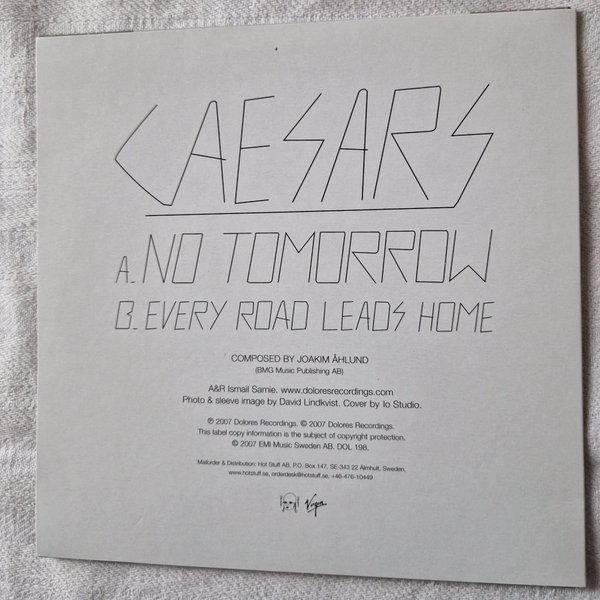 CAESARS
A. NO TOMORROW
B. EVERY ROAD LEADS HOME
COMPOSED BY JOAKIM ÅHLUND
(BMG Music Publishing AB)
A&R Ismail Samie. www.doloresrecordings.com
Photo & sleeve image by David Lindkvist. Cover by Io Studio.
℗ 2007 Dolores Recordings. © 2007 Dolores Recordings.
This label copy information is the subject of copyright protection.
© 2007 EMI Music Sweden AB. DOL 198.
Mailorder & Distribution: Hot Stuff AB, P.O. Box 147, SE-343 22 Älmhult, Sweden,
www.hotstuff.se, orderdesk@hotstuff.se, +46-476-10449
Virgin